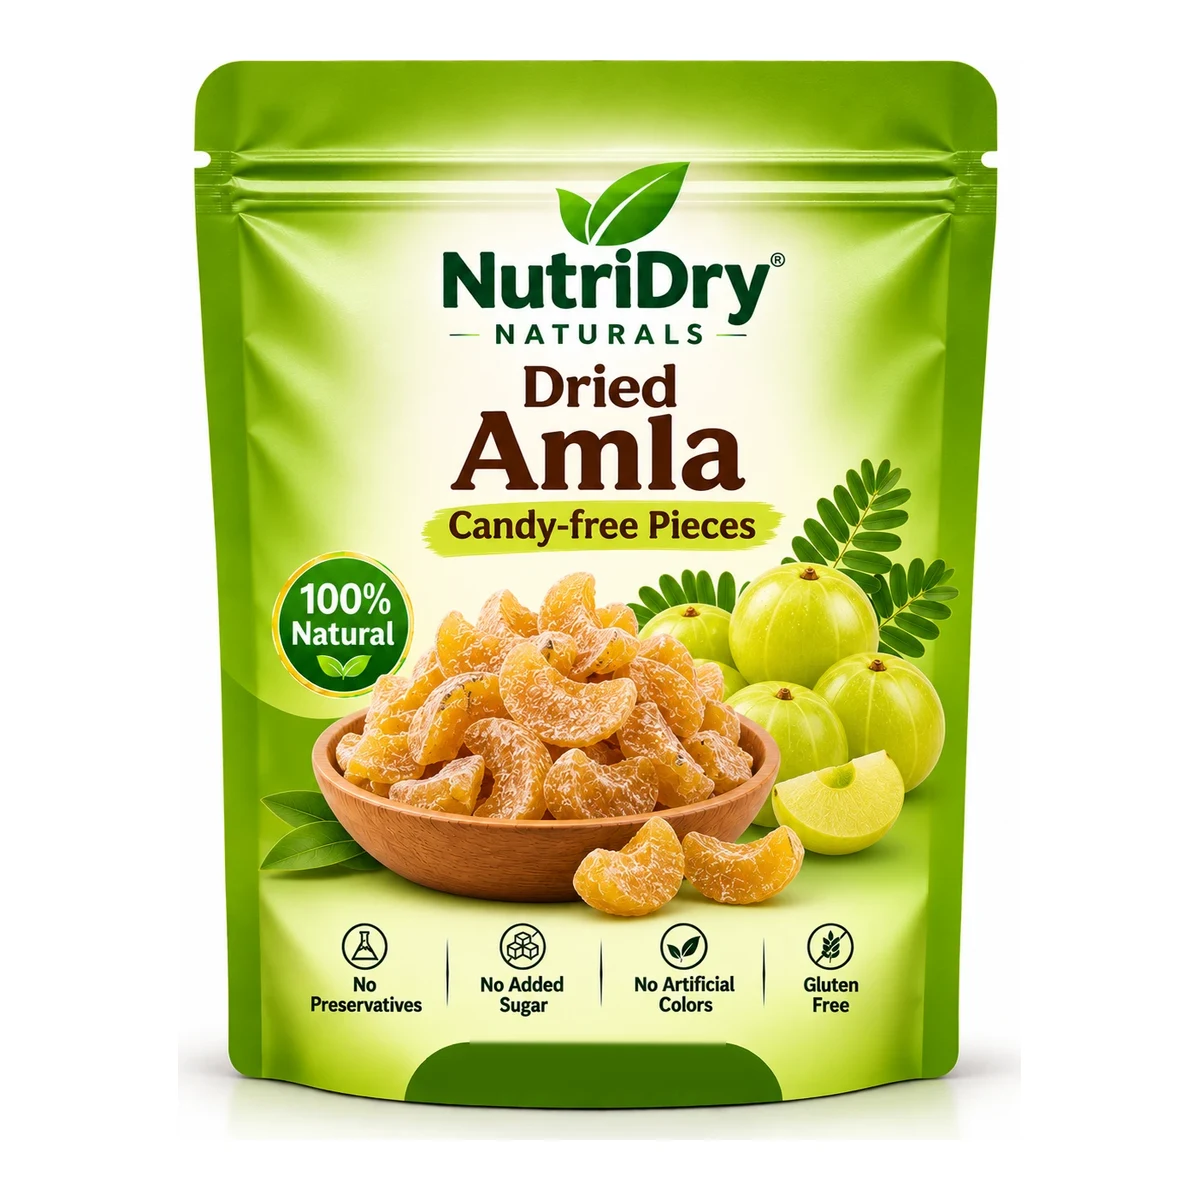 NutriDry®
NATURALS
Dried
Amla
Candy-free Pieces
100%
Natural
No
Preservatives
No Added
Sugar
No Artificial
Colors
Gluten
Free